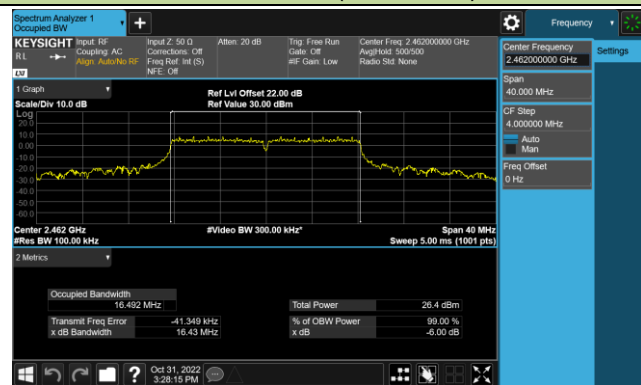 Spectrum Analyzer 1
Occupied BW
Frequency
KEYSIGHT
Input: RF
Input Z: 50 Ω
Atten: 20 dB
Trig: Free Run
Center Freq: 2.462000000 GHz
RL
Coupling: AC
Corrections: Off
Gate: Off
Avg|Hold: 500/500
Align: Auto/No RF
Freq Ref: Int (S)
#IF Gain: Low
Radio Std: None
NFE: Off
LXI
Center Frequency
2.462000000 GHz
Settings
Span
40.000 MHz
CF Step
4.000000 MHz
Auto
Man
Freq Offset
0 Hz
1 Graph
Scale/Div 10.0 dB
Ref Lvl Offset 22.00 dB
Ref Value 30.00 dBm
Log
20.0
10.0
0.0
-10.0
-20.0
-30.0
-40.0
-50.0
-60.0
Center 2.462 GHz
#Video BW 300.00 kHz*
Span 40 MHz
#Res BW 100.00 kHz
Sweep 5.00 ms (1001 pts)
2 Metrics
Occupied Bandwidth
16.492 MHz
Total Power
26.4 dBm
Transmit Freq Error
-41.349 kHz
% of OBW Power
99.00 %
x dB Bandwidth
16.43 MHz
x dB
-6.00 dB
?
Oct 31, 2022
3:28:15 PM